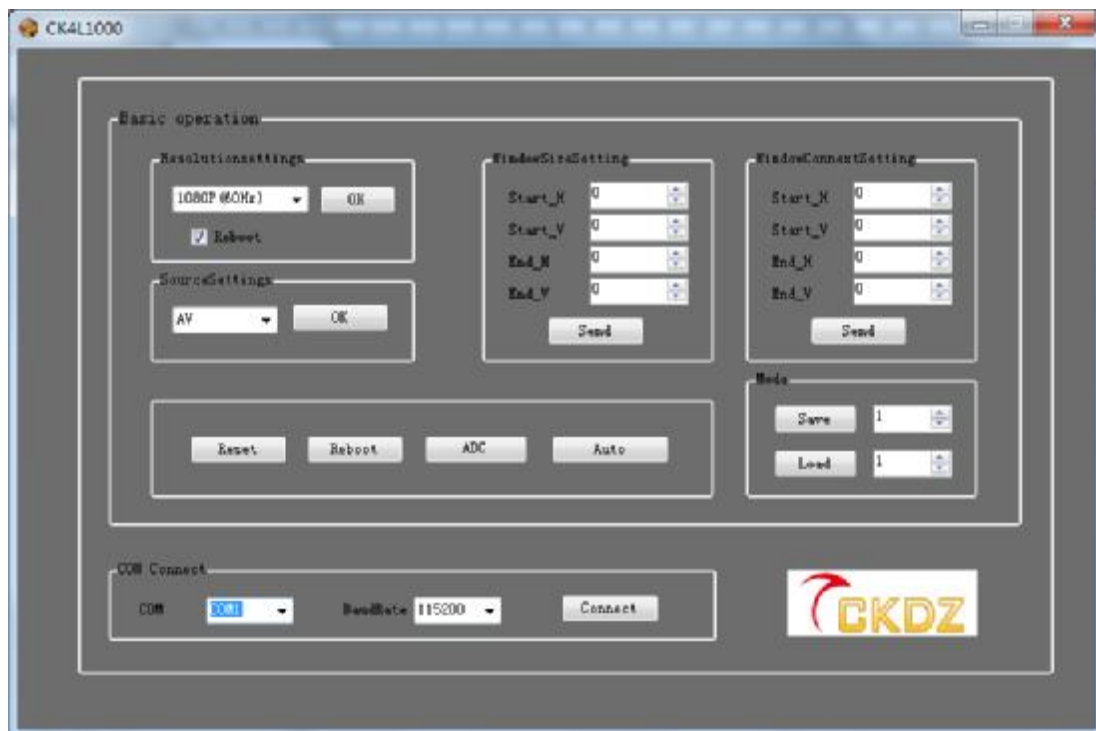 CK4L1000
Basic operation
Resolutionsettings
1080P(60Hz)
OK
Reboot
SourceSettings
AV
OK
WindowSizeSetting
Start_H 0
Start_V 0
End_H 0
End_V 0
Send
WindowConnextSetting
Start_H 0
Start_V 0
End_H 0
End_V 0
Send
Reset Reboot ADC Auto
Mode
Save 1
Load 1
COM Connect
COM COM1 BaudRate 115200 Connect
CKDZ